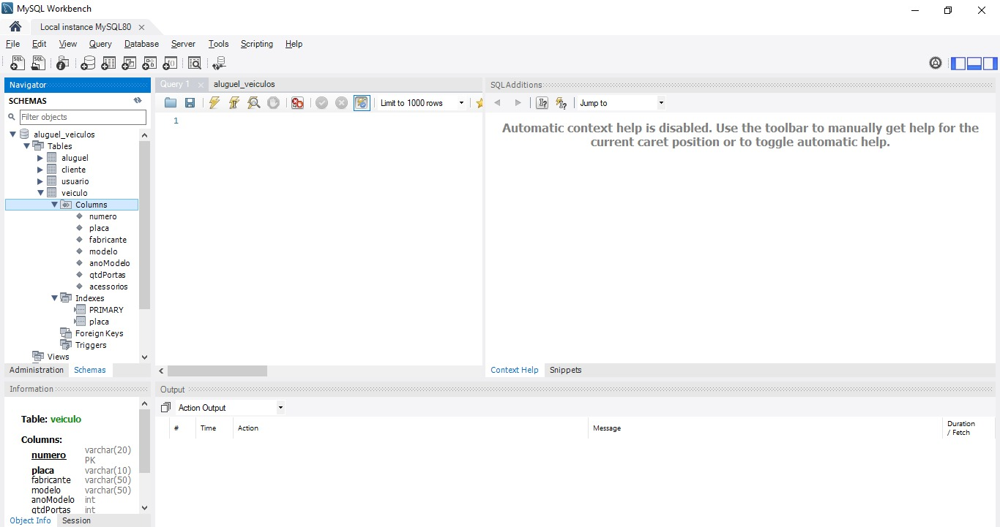 MySQL Workbench
Local instance MySQL80
File Edit View Query Database Server Tools Scripting Help
Navigator
SCHEMAS
Filter objects
aluguel_veiculos
Tables
aluguel
cliente
usuario
veiculo
Columns
numero
placa
fabricante
modelo
anoModelo
qtdPortas
acessorios
Indexes
PRIMARY
placa
Foreign Keys
Triggers
Views
Administration Schemas
Information
Table: veiculo
Columns:
numero varchar(20)
PK
placa varchar(10)
fabricante varchar(50)
modelo varchar(50)
anoModelo int
qtdPortas int
Object Info Session
Query 1 aluguel_veiculos
Limit to 1000 rows
1
SQLAdditions
Jump to
Automatic context help is disabled. Use the toolbar to manually get help for the
current caret position or to toggle automatic help.
Context Help Snippets
Output
Action Output
# Time Action Message Duration
/ Fetch